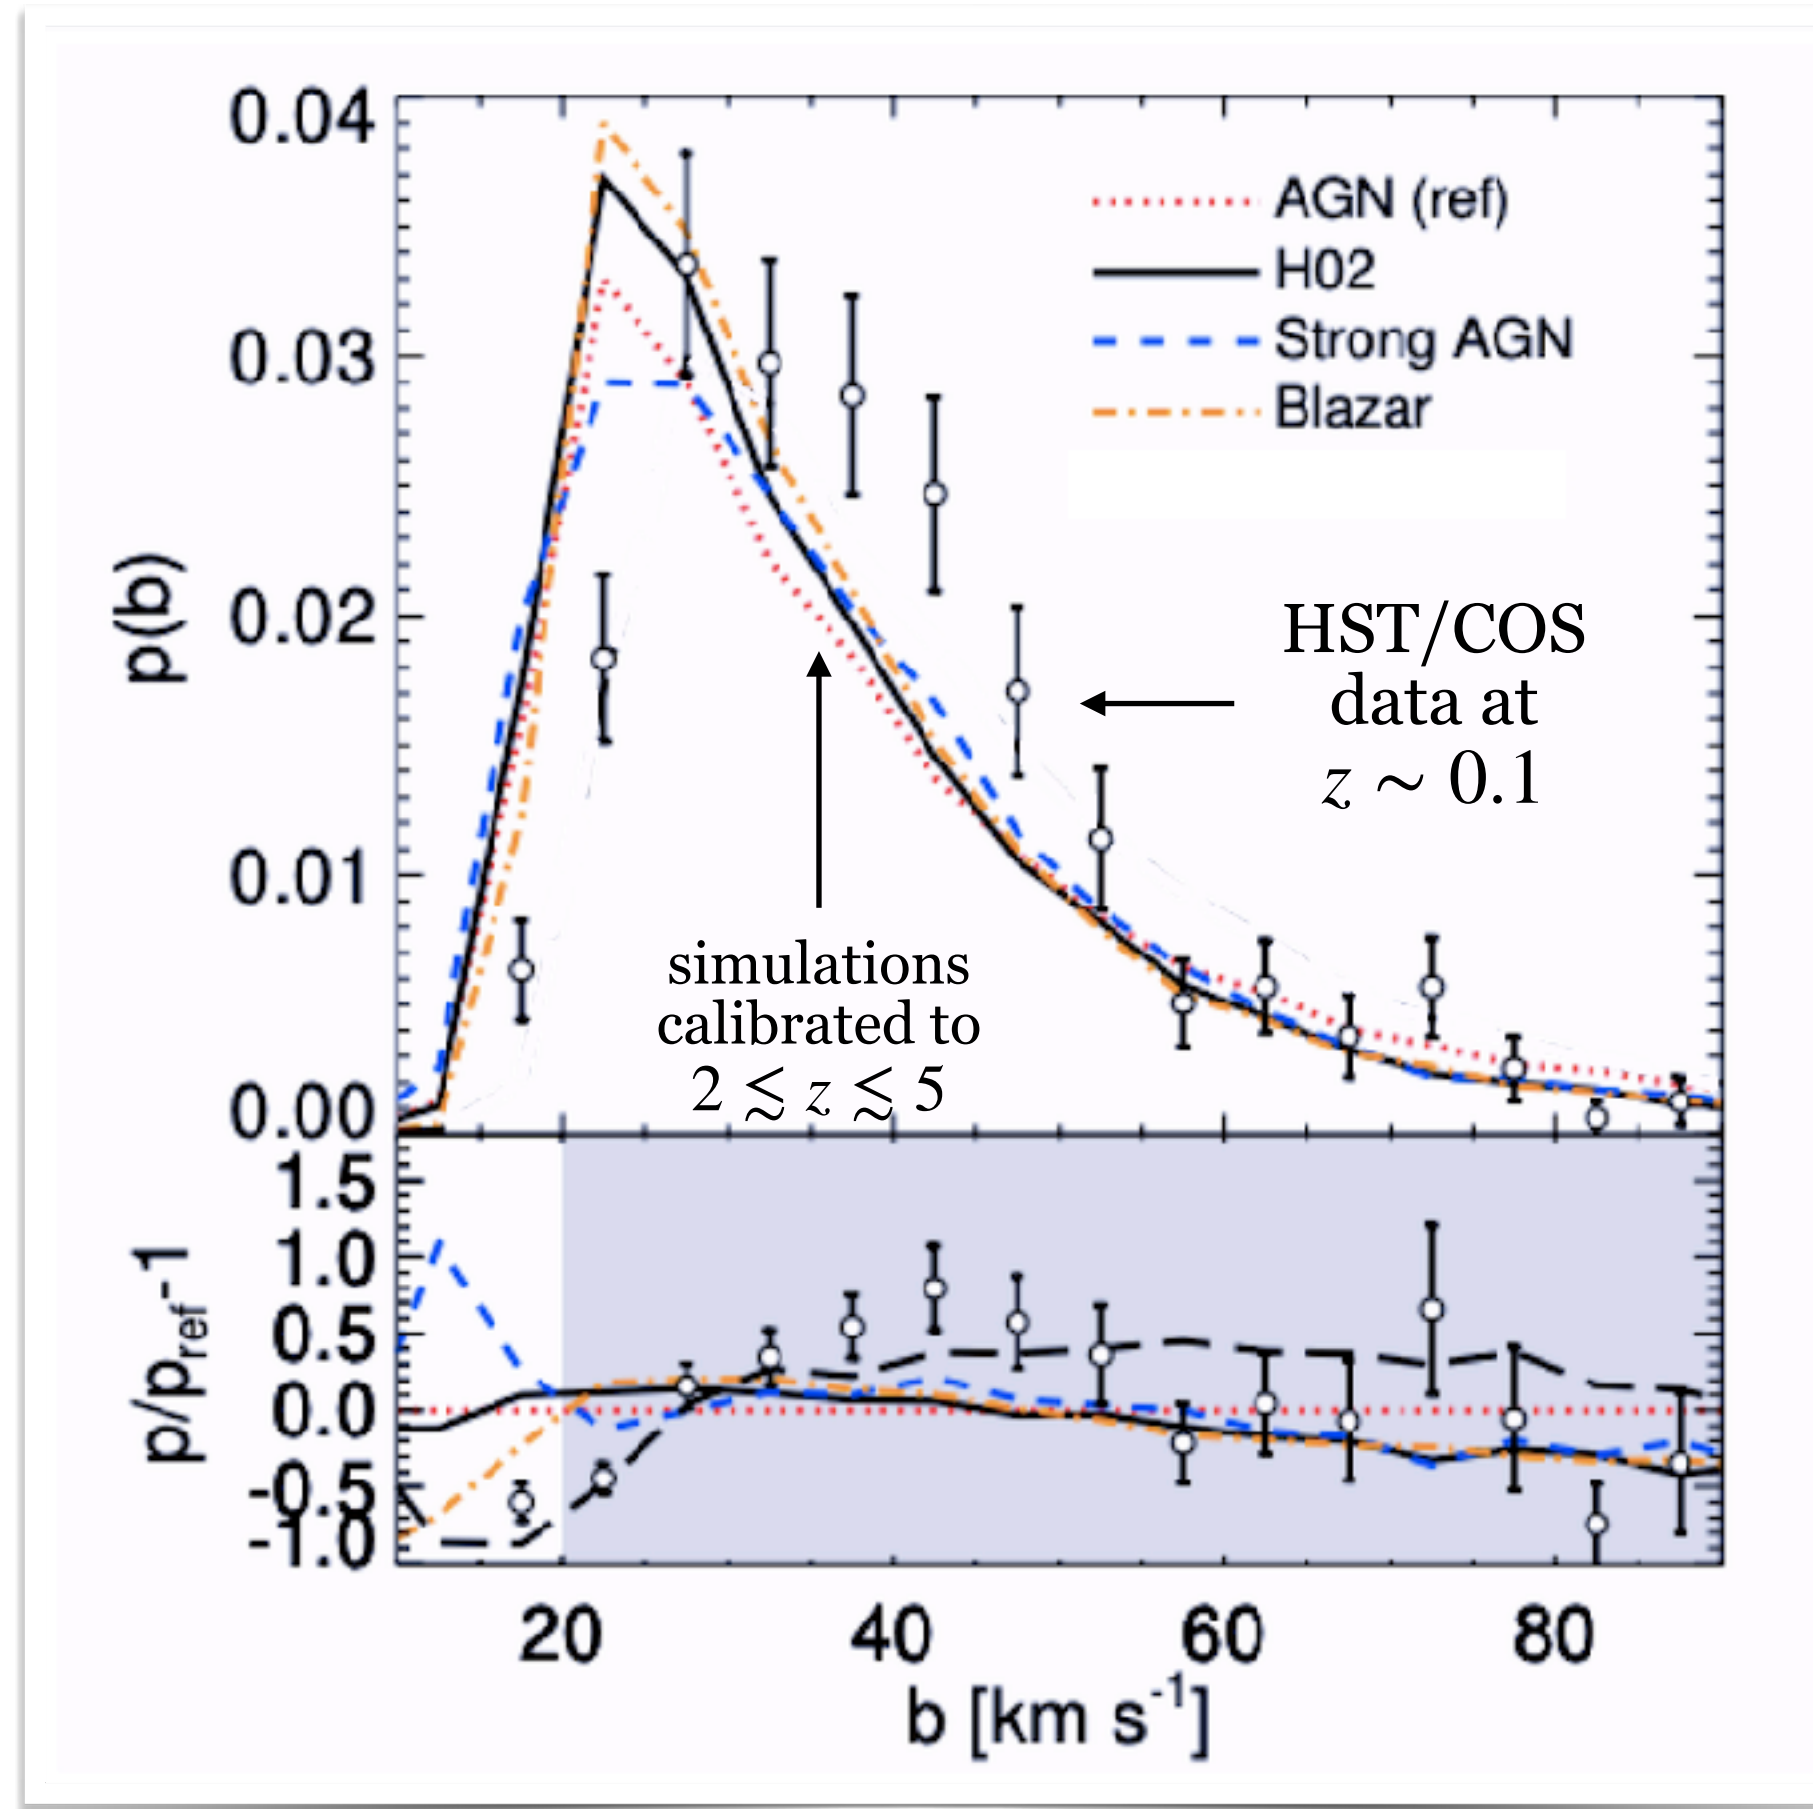 0.04
0.03
0.02
0.01
0.00
p(b)
AGN (ref)
H02
Strong AGN
Blazar
HST/COS
data at
z ∼ 0.1
simulations
calibrated to
2 ≲ z ≲ 5
1.5
1.0
0.5
0.0
-0.5
-1.0
p/p_ref-1
20 40 60 80
b [km s⁻¹]